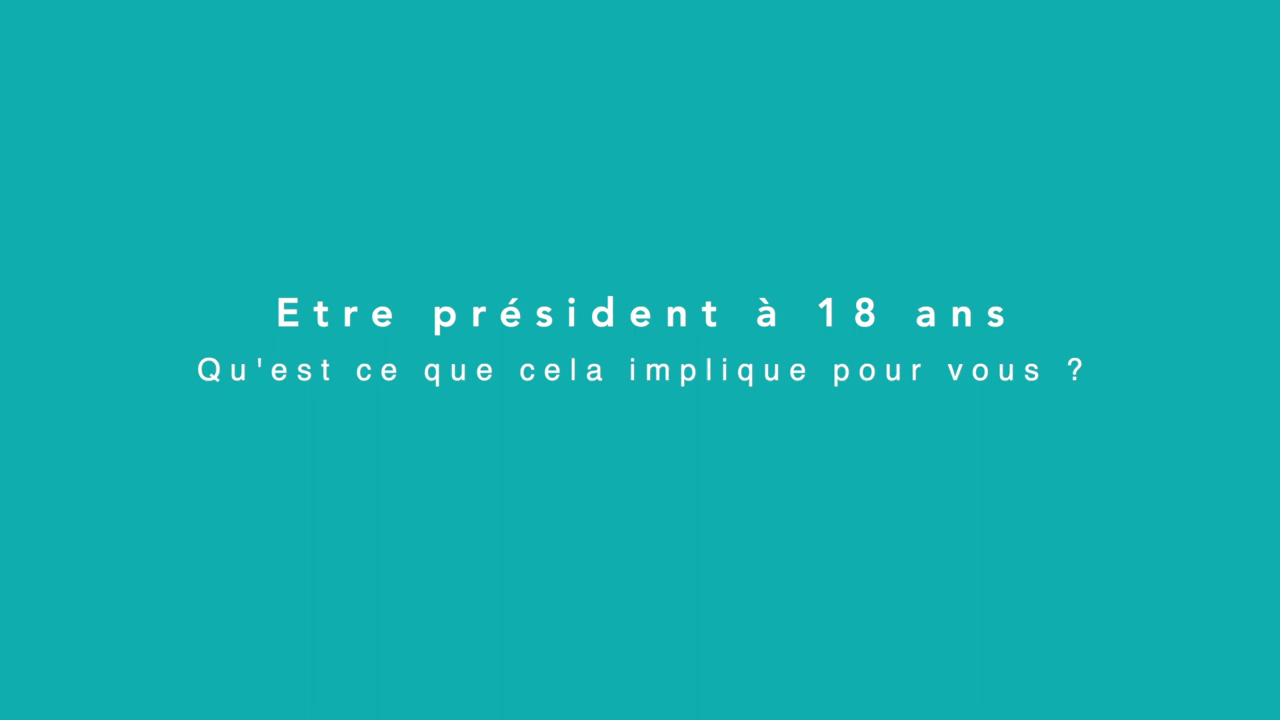 Etre président à 18 ans
Qu'est ce que cela implique pour vous ?